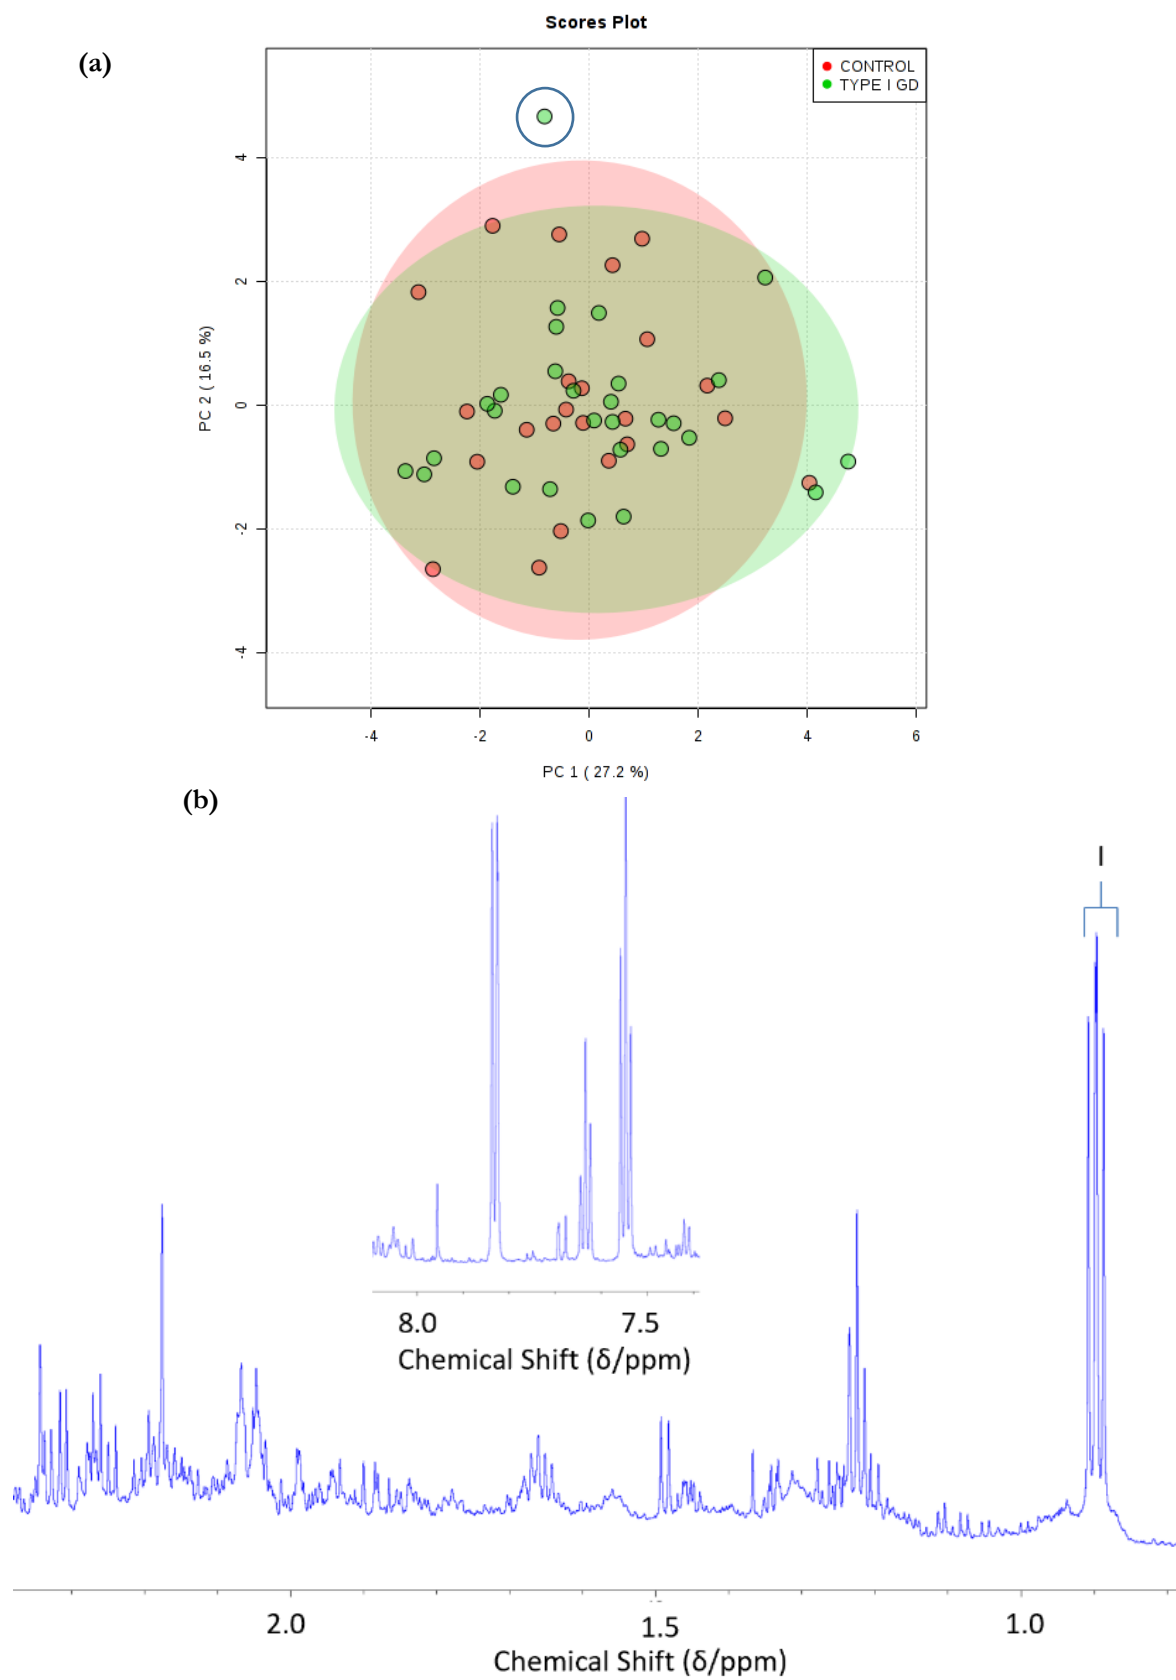 Scores Plot
(a)
CONTROL
TYPE I GD
4
2
0
-2
-4
PC 2 ( 16.5 %)
-4
-2
0
2
4
6
PC 1 ( 27.2 %)
(b)
I
8.0
7.5
Chemical Shift (δ/ppm)
2.0
1.5
1.0
Chemical Shift (δ/ppm)